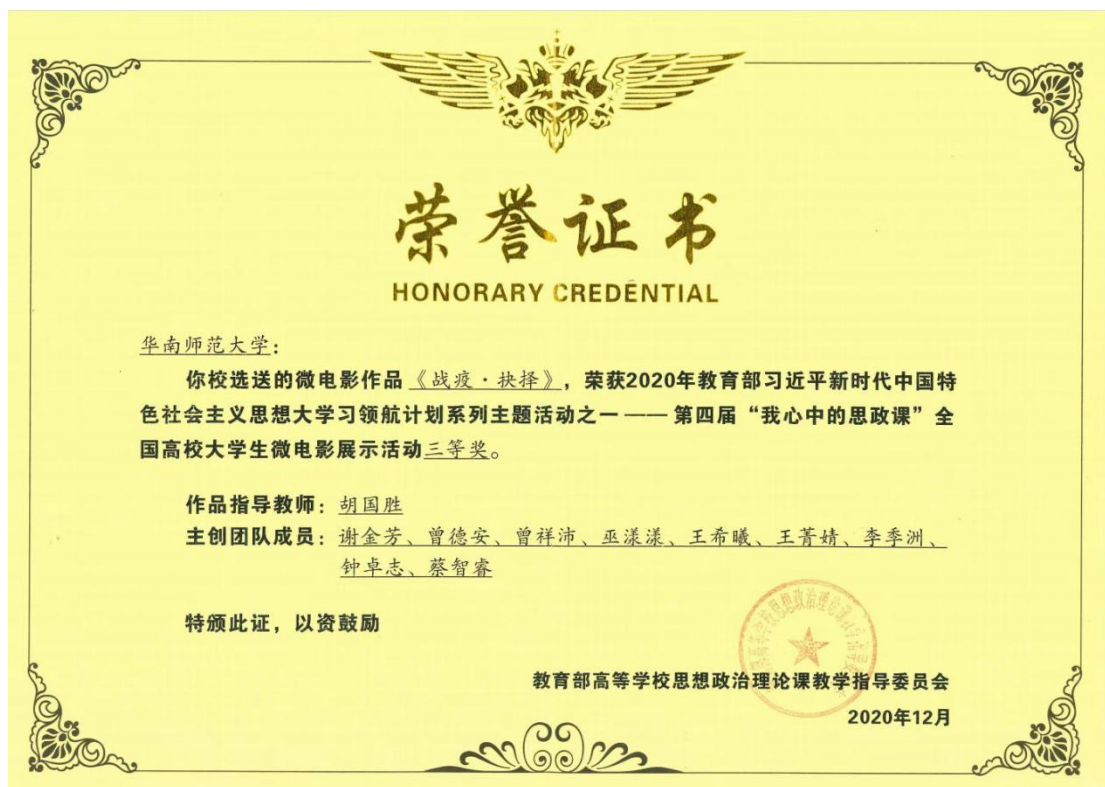 荣誉证书
HONORARY CREDENTIAL
华南师范大学：
你校选送的微电影作品《战疫·抉择》，荣获2020年教育部习近平新时代中国特
色社会主义思想大学习领航计划系列主题活动之一——第四届“我心中的思政课”全
国高校大学生微电影展示活动三等奖。
作品指导教师：胡国胜
主创团队成员：谢金芳、曾德安、曾祥沛、巫漾漾、王希曦、王菁婧、李季洲、
钟卓志、蔡智睿
特颁此证，以资鼓励
教育部高等学校思想政治理论课教学指导委员会
2020年12月